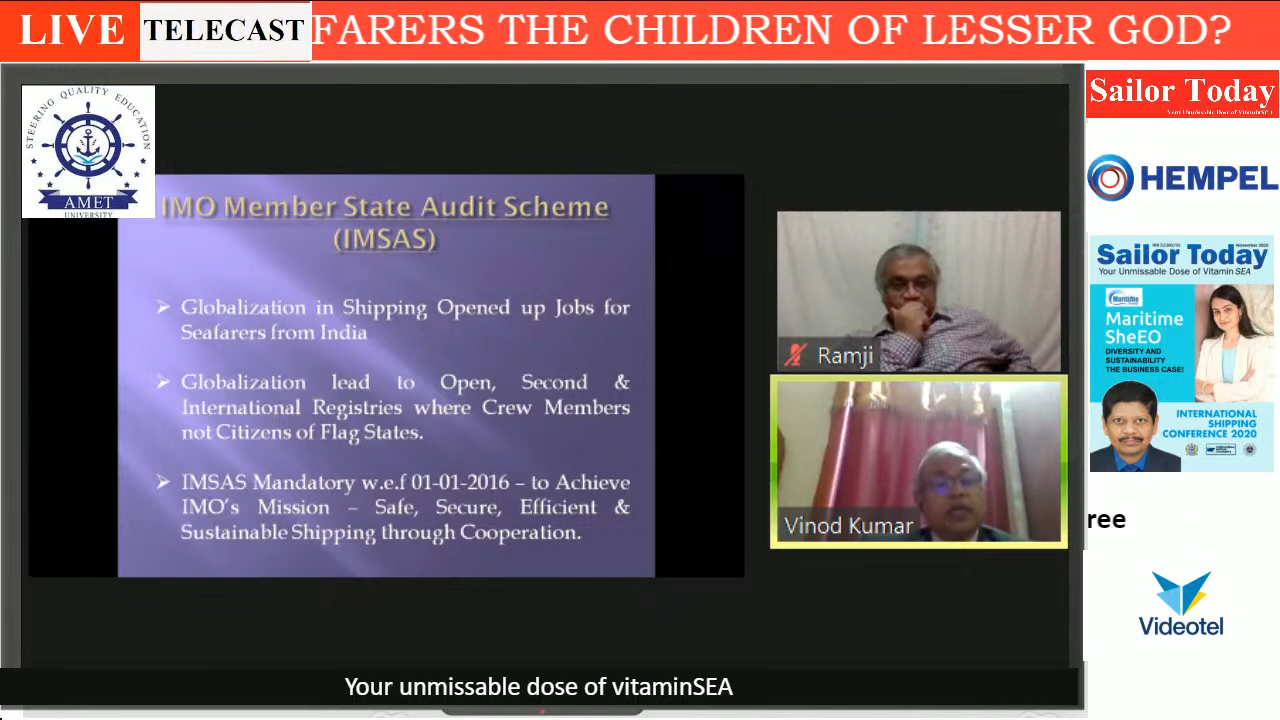 LIVE
TELECAST
FARERS THE CHILDREN OF LESSER GOD?
STEERING QUALITY EDUCATION
AMET
UNIVERSITY
IMO Member State Audit Scheme
(IMSAS)
➢ Globalization in Shipping Opened up Jobs for
Seafarers from India
➢ Globalization lead to Open, Second &
International Registries where Crew Members
not Citizens of Flag States.
➢ IMSAS Mandatory w.e.f 01-01-2016 – to Achieve
IMO's Mission – Safe, Secure, Efficient &
Sustainable Shipping through Cooperation.
Ramji
Vinod Kumar
Sailor Today
Your Unmissable Dose of VitaminSEA
HEMPEL
November 2020
Sailor Today
Your Unmissable Dose of Vitamin SEA
Maritime
SheEO
DIVERSITY AND
SUSTAINABILITY
THE BUSINESS CASE!
INTERNATIONAL
SHIPPING
CONFERENCE 2020
ree
Videotel
Your unmissable dose of vitaminSEA